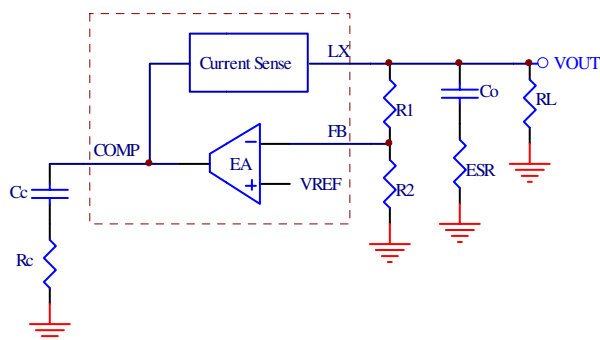 LX
Current Sense
VOUT
Co
R1
RL
FB
COMP
EA
ESR
VREF
R2
Cc
Rc